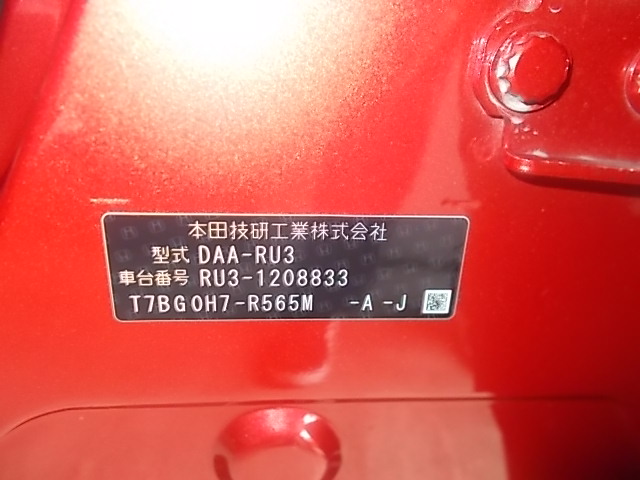 本田技研工業株式会社
型式 DAA-RU3
車台番号 RU3-1208833
T7BG0H7-R565M -A -J